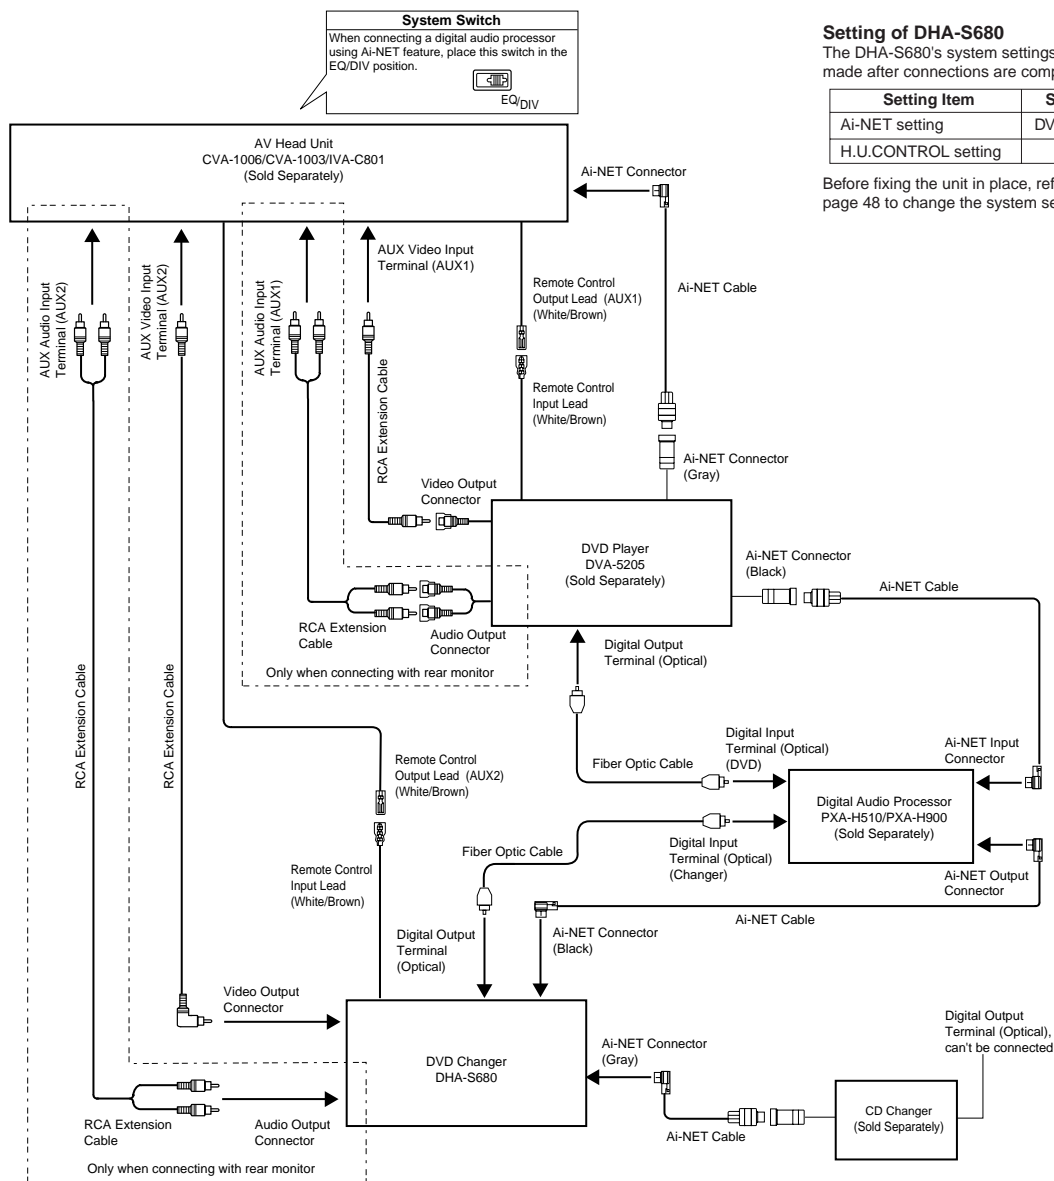 System Switch
When connecting a digital audio processor
using Ai-NET feature, place this switch in the
EQ/DIV position.
EQ/DIV
Setting of DHA-S680
The DHA-S680's system settings
made after connections are
Setting Item
Ai-NET setting
H.U.CONTROL setting
Before fixing the unit in place,
page 48 to change the system
AV Head Unit
CVA-1006/CVA-1003/IVA-C801
(Sold Separately)
Ai-NET Connector
AUX Audio Input
Terminal (AUX2)
AUX Video Input
Terminal (AUX2)
AUX Audio Input
Terminal (AUX1)
AUX Video Input
Terminal (AUX1)
Remote Control
Output Lead (AUX1)
(White/Brown)
Ai-NET Cable
Remote Control
Input Lead
(White/Brown)
RCA Extension Cable
Ai-NET Connector
(Gray)
Video Output
Connector
DVD Player
DVA-5205
(Sold Separately)
Ai-NET Connector
(Black)
Ai-NET Cable
RCA Extension
Cable
Audio Output
Connector
Only when connecting with rear monitor
Digital Output
Terminal (Optical)
RCA Extension Cable
RCA Extension Cable
Remote Control
Output Lead (AUX2)
(White/Brown)
Fiber Optic Cable
Digital Input
Terminal (Optical)
(DVD)
Ai-NET Input
Connector
Digital Audio Processor
PXA-H510/PXA-H900
(Sold Separately)
Fiber Optic Cable
Digital Input
Terminal (Optical)
(Changer)
Ai-NET Output
Connector
Remote Control
Input Lead
(White/Brown)
Ai-NET Cable
Digital Output
Terminal
(Optical)
Ai-NET Connector
(Black)
Video Output
Connector
DVD Changer
DHA-S680
Ai-NET Connector
(Gray)
Digital Output
Terminal (Optical),
can't be connected
CD Changer
(Sold Separately)
Ai-NET Cable
RCA Extension
Cable
Audio Output
Connector
Only when connecting with rear monitor